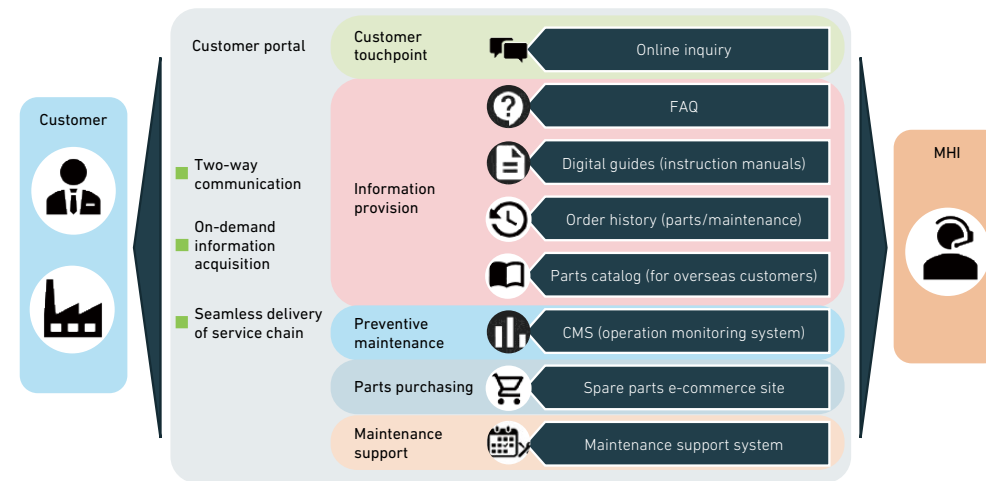 Customer
Customer portal
Two-way
communication
On-demand
information
acquisition
Seamless delivery
of service chain
Customer
touchpoint
Online inquiry
Information
provision
FAQ
Digital guides (instruction manuals)
Order history (parts/maintenance)
Parts catalog (for overseas customers)
Preventive
maintenance
CMS (operation monitoring system)
Parts purchasing
Spare parts e-commerce site
Maintenance
support
Maintenance support system
MHI